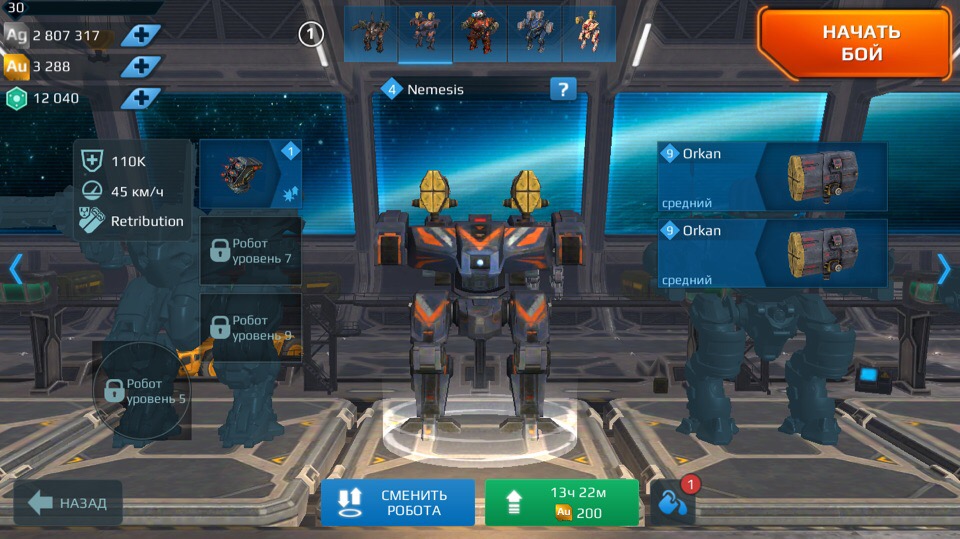 30
Ag 2 807 317
Au 3 288
12 040
1
НАЧАТЬ
БОЙ
4 Nemesis ?
110K
45 км/ч
Retribution
1
Робот
уровень 7
Робот
уровень 9
Робот
уровень 5
9 Orkan
средний
9 Orkan
средний
НАЗАД
СМЕНИТЬ
РОБОТА
13ч 22м
Au 200
1